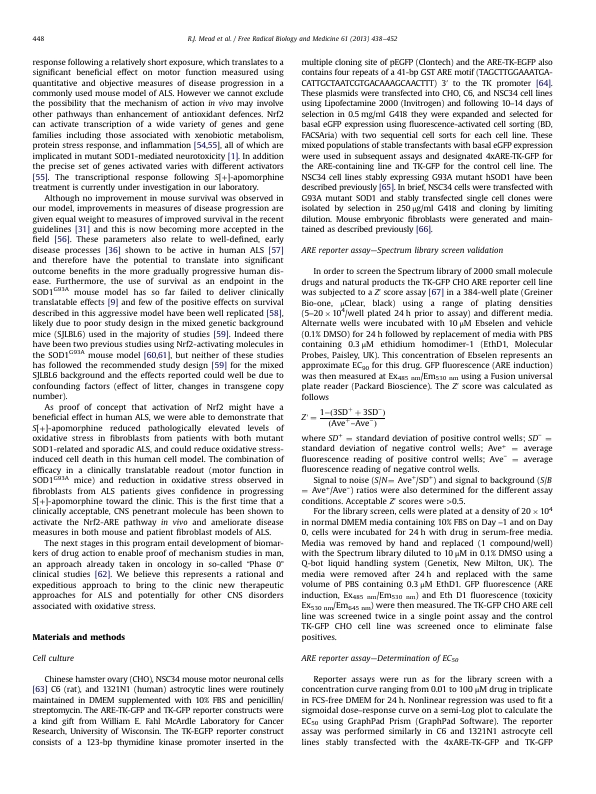 448
R.J. Mead et al. / Free Radical Biology and Medicine 61 (2013) 438–452
response following a relatively short exposure, which translates to a
significant beneficial effect on motor function measured using
quantitative and objective measures of disease progression in a
commonly used mouse model of ALS. However we cannot exclude
the possibility that the mechanism of action in vivo may involve
other pathways than enhancement of antioxidant defences. Nrf2
can activate transcription of a wide variety of genes and gene
families including those associated with xenobiotic metabolism,
protein stress response, and inflammation [54,55], all of which are
implicated in mutant SOD1-mediated neurotoxicity [1]. In addition
the precise set of genes activated varies with different activators
[55]. The transcriptional response following S[+]-apomorphine
treatment is currently under investigation in our laboratory.
Although no improvement in mouse survival was observed in
our model, improvements in measures of disease progression are
given equal weight to measures of improved survival in the recent
guidelines [31] and this is now becoming more accepted in the
field [56]. These parameters also relate to well-defined, early
disease processes [36] shown to be active in human ALS [57]
and therefore have the potential to translate into significant
outcome benefits in the more gradually progressive human dis-
ease. Furthermore, the use of survival as an endpoint in the
SOD1G93A mouse model has so far failed to deliver clinically
translatable effects [9] and few of the positive effects on survival
described in this aggressive model have been well replicated [58],
likely due to poor study design in the mixed genetic background
mice (SJLBL6) used in the majority of studies [59]. Indeed there
have been two previous studies using Nrf2-activating molecules in
the SOD1G93A mouse model [60,61], but neither of these studies
has followed the recommended study design [59] for the mixed
SJLBL6 background and the effects reported could well be due to
confounding factors (effect of litter, changes in transgene copy
number).
As proof of concept that activation of Nrf2 might have a
beneficial effect in human ALS, we were able to demonstrate that
S[+]-apomorphine reduced pathologically elevated levels of
oxidative stress in fibroblasts from patients with both mutant
SOD1-related and sporadic ALS, and could reduce oxidative stress-
induced cell death in this human cell model. The combination of
efficacy in a clinically translatable readout (motor function in
SOD1G93A mice) and reduction in oxidative stress observed in
fibroblasts from ALS patients gives confidence in progressing
S[+]-apomorphine toward the clinic. This is the first time that a
clinically acceptable, CNS penetrant molecule has been shown to
activate the Nrf2-ARE pathway in vivo and ameliorate disease
measures in both mouse and patient fibroblast models of ALS.
The next stages in this program entail development of biomar-
kers of drug action to enable proof of mechanism studies in man,
an approach already taken in oncology in so-called “Phase 0”
clinical studies [62]. We believe this represents a rational and
expeditious approach to bring to the clinic new therapeutic
approaches for ALS and potentially for other CNS disorders
associated with oxidative stress.
Materials and methods
Cell culture
Chinese hamster ovary (CHO), NSC34 mouse motor neuronal cells
[63] C6 (rat), and 1321N1 (human) astrocytic lines were routinely
maintained in DMEM supplemented with 10% FBS and penicillin/
streptomycin. The ARE-TK-GFP and TK-GFP reporter constructs were
a kind gift from William E. Fahl McArdle Laboratory for Cancer
Research, University of Wisconsin. The TK-EGFP reporter construct
consists of a 123-bp thymidine kinase promoter inserted in the
multiple cloning site of pEGFP (Clontech) and the ARE-TK-EGFP also
contains four repeats of a 41-bp GST ARE motif (TAGCTTGGAAATGA-
CATTGCTAATCGTGACAAAGCAACTTT) 3′ to the TK promoter [64].
These plasmids were transfected into CHO, C6, and NSC34 cell lines
using Lipofectamine 2000 (Invitrogen) and following 10–14 days of
selection in 0.5 mg/ml G418 they were expanded and selected for
basal eGFP expression using fluorescence-activated cell sorting (BD,
FACSAria) with two sequential cell sorts for each cell line. These
mixed populations of stable transfectants with basal eGFP expression
were used in subsequent assays and designated 4xARE-TK-GFP for
the ARE-containing line and TK-GFP for the control cell line. The
NSC34 cell lines stably expressing G93A mutant hSOD1 have been
described previously [65]. In brief, NSC34 cells were transfected with
G93A mutant SOD1 and stably transfected single cell clones were
isolated by selection in 250 μg/ml G418 and cloning by limiting
dilution. Mouse embryonic fibroblasts were generated and main-
tained as described previously [66].
ARE reporter assay—Spectrum library screen validation
In order to screen the Spectrum library of 2000 small molecule
drugs and natural products the TK-GFP CHO ARE reporter cell line
was subjected to a Z′ score assay [67] in a 384-well plate (Greiner
Bio-one, μClear, black) using a range of plating densities
(5–20 × 10⁴/well plated 24 h prior to assay) and different media.
Alternate wells were incubated with 10 μM Ebselen and vehicle
(0.1% DMSO) for 24 h followed by replacement of media with PBS
containing 0.3 μM ethidium homodimer-1 (EthD1, Molecular
Probes, Paisley, UK). This concentration of Ebselen represents an
approximate EC50 for this drug. GFP fluorescence (ARE induction)
was then measured at Ex485 nm/Em530 nm using a Fusion universal
plate reader (Packard Bioscience). The Z′ score was calculated as
follows
Z′ = 1−(3SD+ + 3SD−) / (Ave+−Ave−)
where SD+ = standard deviation of positive control wells; SD− =
standard deviation of negative control wells; Ave+ = average
fluorescence reading of positive control wells; Ave− = average
fluorescence reading of negative control wells.
Signal to noise (S/N= Ave+/SD+) and signal to background (S/B
= Ave+/Ave−) ratios were also determined for the different assay
conditions. Acceptable Z′ scores were >0.5.
For the library screen, cells were plated at a density of 20 × 10⁴
in normal DMEM media containing 10% FBS on Day −1 and on Day
0, cells were incubated for 24 h with drug in serum-free media.
Media was removed by hand and replaced (1 compound/well)
with the Spectrum library diluted to 10 μM in 0.1% DMSO using a
Q-bot liquid handling system (Genetix, New Milton, UK). The
media were removed after 24 h and replaced with the same
volume of PBS containing 0.3 μM EthD1. GFP fluorescence (ARE
induction, Ex485 nm/Em530 nm) and Eth D1 fluorescence (toxicity
Ex530 nm/Em645 nm) were then measured. The TK-GFP CHO ARE cell
line was screened twice in a single point assay and the control
TK-GFP CHO cell line was screened once to eliminate false
positives.
ARE reporter assay—Determination of EC50
Reporter assays were run as for the library screen with a
concentration curve ranging from 0.01 to 100 μM drug in triplicate
in FCS-free DMEM for 24 h. Nonlinear regression was used to fit a
sigmoidal dose–response curve on a semi-Log plot to calculate the
EC50 using GraphPad Prism (GraphPad Software). The reporter
assay was performed similarly in C6 and 1321N1 astrocyte cell
lines stably transfected with the 4xARE-TK-GFP and TK-GFP